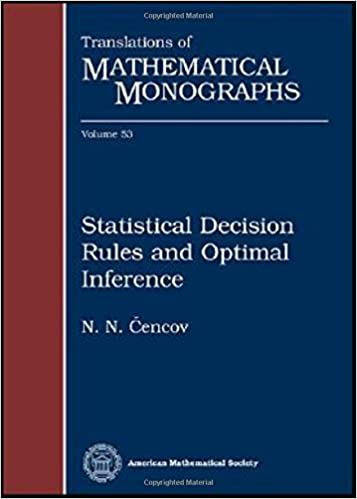 Copyrighted Material
Translations of
MATHEMATICAL
MONOGRAPHS
Volume 53
Statistical Decision
Rules and Optimal
Inference
N. N. Čencov
American Mathematical Society
Copyrighted Material